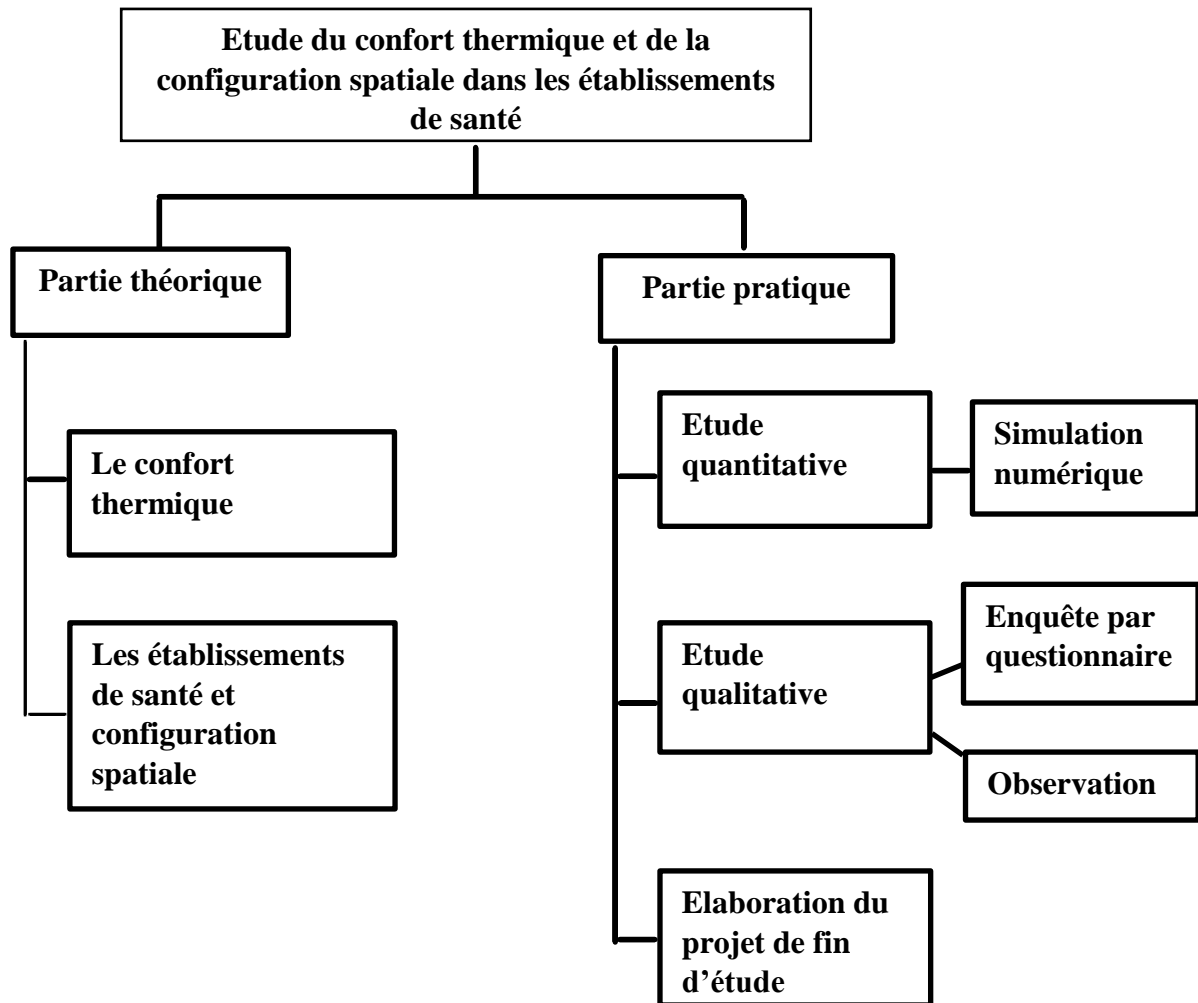 Etude du confort thermique et de la
configuration spatiale dans les établissements
de santé
Partie théorique
Le confort
thermique
Les établissements
de santé et
configuration
spatiale
Partie pratique
Etude
quantitative
Simulation
numérique
Etude
qualitative
Enquête par
questionnaire
Observation
Elaboration du
projet de fin
d’étude